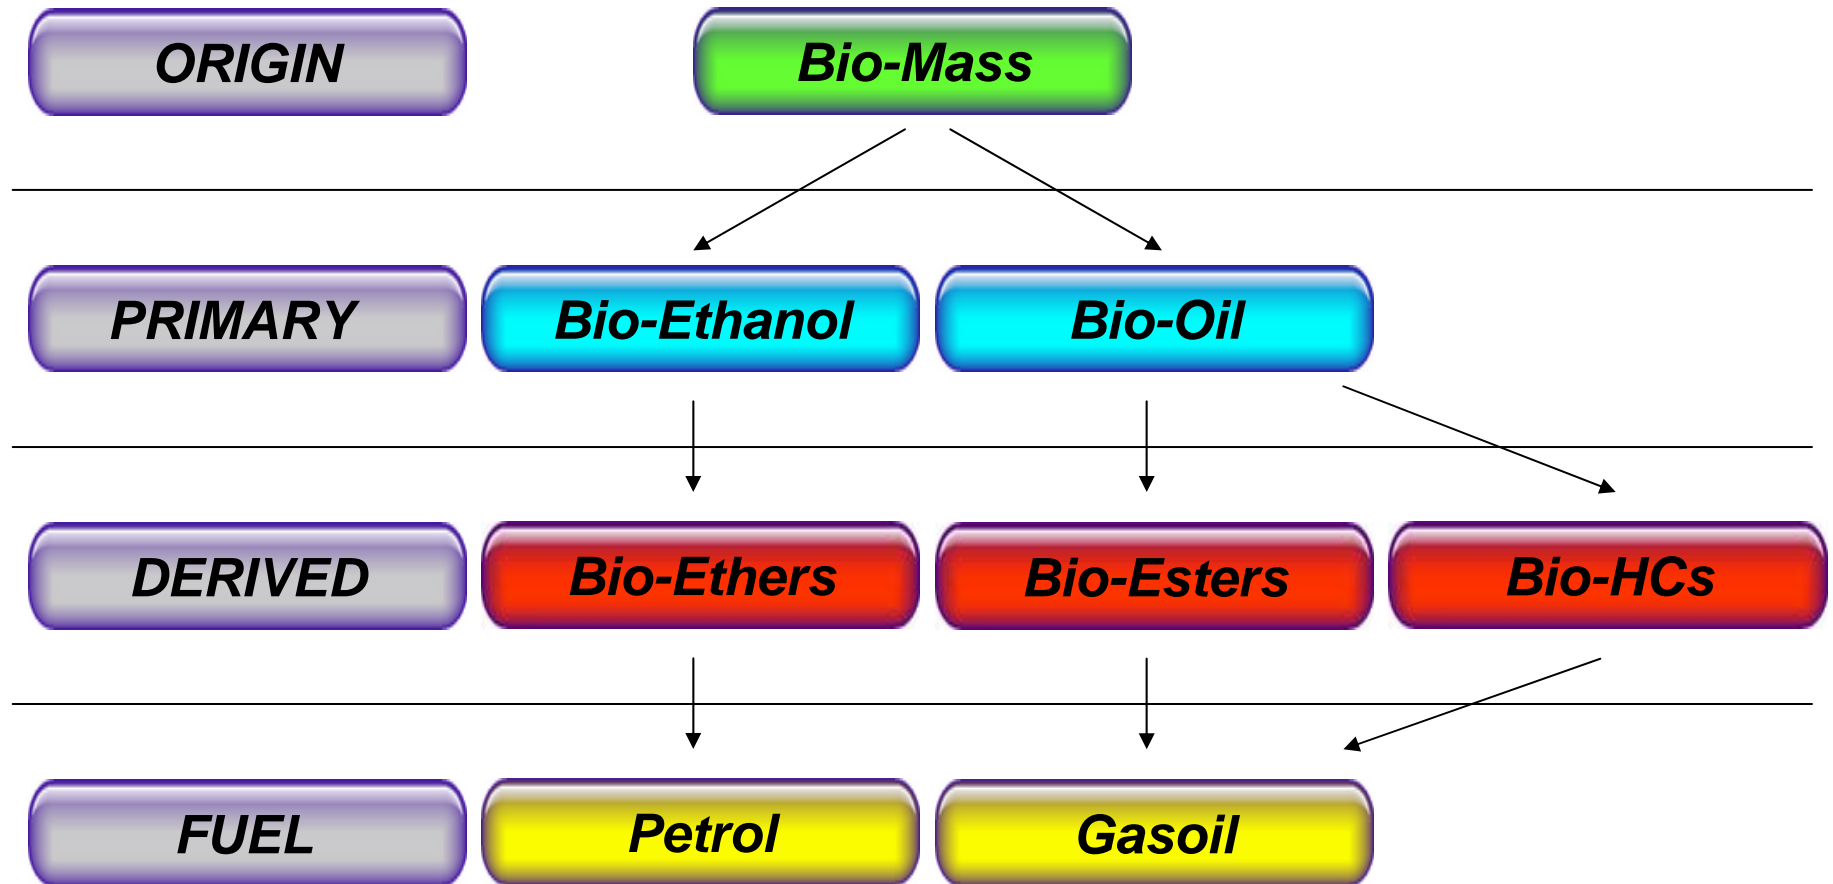 ORIGIN
Bio-Mass
PRIMARY
Bio-Ethanol
Bio-Oil
DERIVED
Bio-Ethers
Bio-Esters
Bio-HCs
FUEL
Petrol
Gasoil